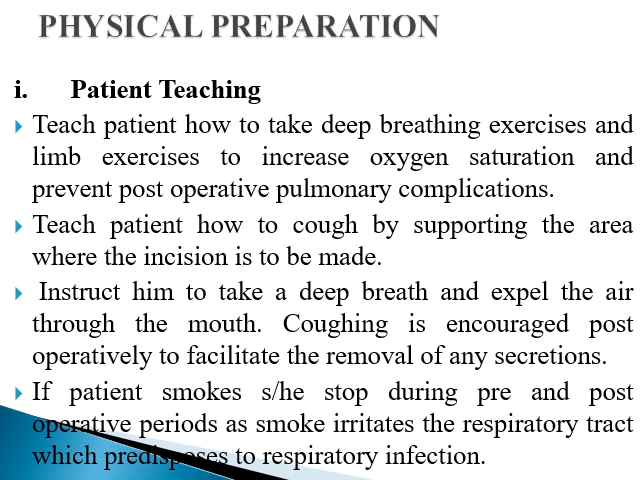 PHYSICAL PREPARATION
i. Patient Teaching
Teach patient how to take deep breathing exercises and
limb exercises to increase oxygen saturation and
prevent post operative pulmonary complications.
Teach patient how to cough by supporting the area
where the incision is to be made.
Instruct him to take a deep breath and expel the air
through the mouth. Coughing is encouraged post
operatively to facilitate the removal of any secretions.
If patient smokes s/he stop during pre and post
operative periods as smoke irritates the respiratory tract
which predisposes to respiratory infection.